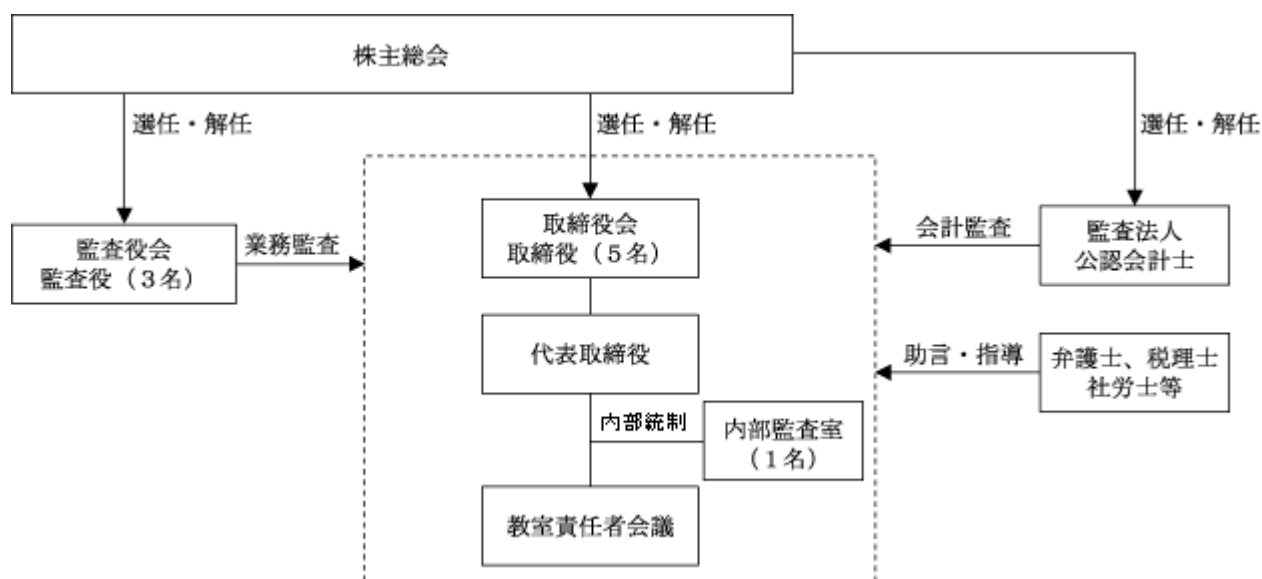 株主総会
選任・解任
選任・解任
選任・解任
監査役会
監査役（３名）
業務監査
取締役会
取締役（５名）
会計監査
監査法人
公認会計士
代表取締役
助言・指導
弁護士、税理士
社労士等
内部統制
内部監査室
（１名）
教室責任者会議